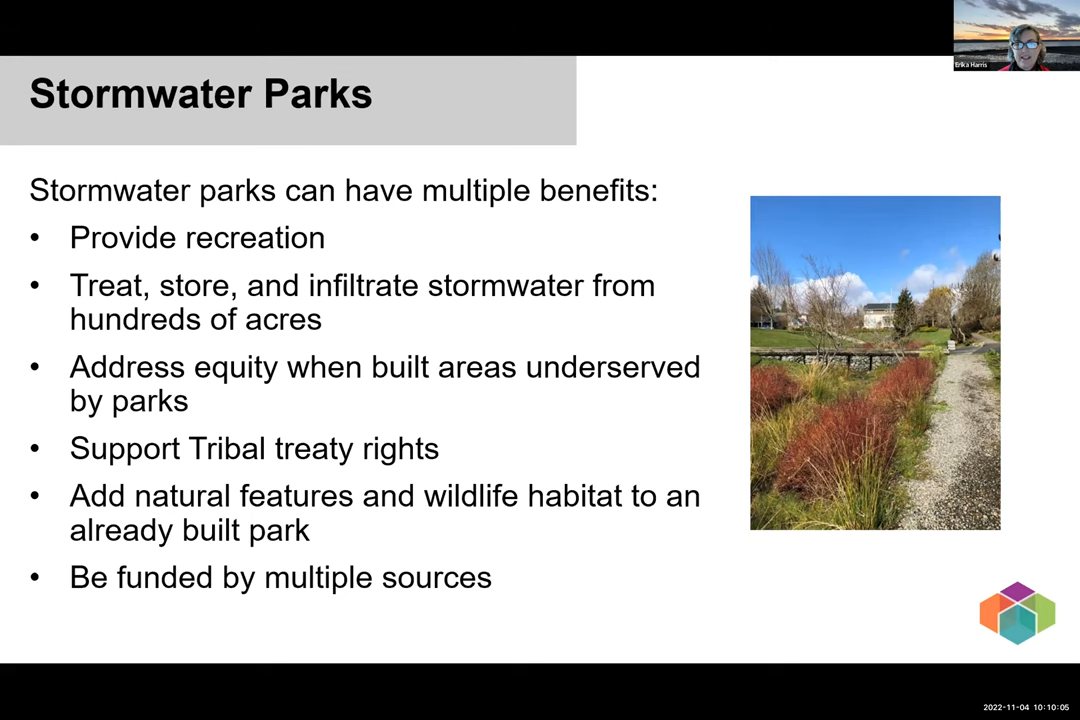 Erika Harris
Stormwater Parks
Stormwater parks can have multiple benefits:
• Provide recreation
• Treat, store, and infiltrate stormwater from
hundreds of acres
• Address equity when built areas underserved
by parks
• Support Tribal treaty rights
• Add natural features and wildlife habitat to an
already built park
• Be funded by multiple sources
2022-11-04 10:10:05